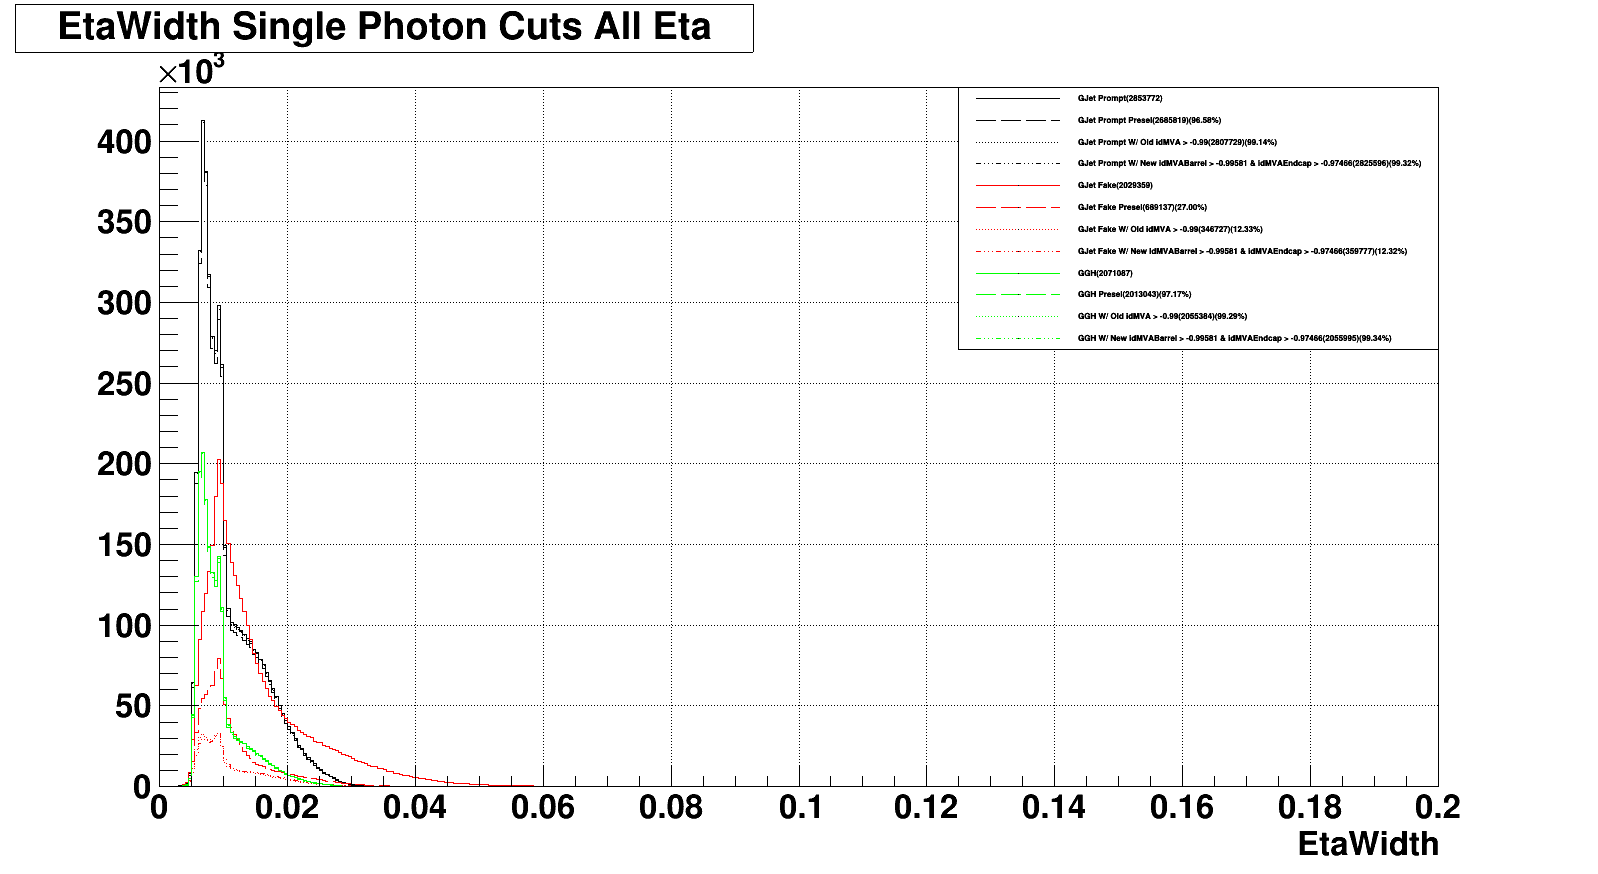 EtaWidth Single Photon Cuts All Eta
×10³
400
350
300
250
200
150
100
50
0
0 0.02 0.04 0.06 0.08 0.1 0.12 0.14 0.16 0.18 0.2
EtaWidth
GJet Prompt(2853772)
GJet Prompt Presel(2685819)(96.58%)
GJet Prompt W/ Old idMVA > -0.99(2807729)(99.14%)
GJet Prompt W/ New idMVABarrel > -0.99581 & idMVAEndcap > -0.97466(2825596)(99.32%)
GJet Fake(2029359)
GJet Fake Presel(689137)(27.00%)
GJet Fake W/ Old idMVA > -0.99(346727)(12.33%)
GJet Fake W/ New idMVABarrel > -0.99581 & idMVAEndcap > -0.97466(359777)(12.32%)
GGH(2071087)
GGH Presel(2013043)(97.17%)
GGH W/ Old idMVA > -0.99(2055384)(99.29%)
GGH W/ New idMVABarrel > -0.99581 & idMVAEndcap > -0.97466(2055995)(99.34%)